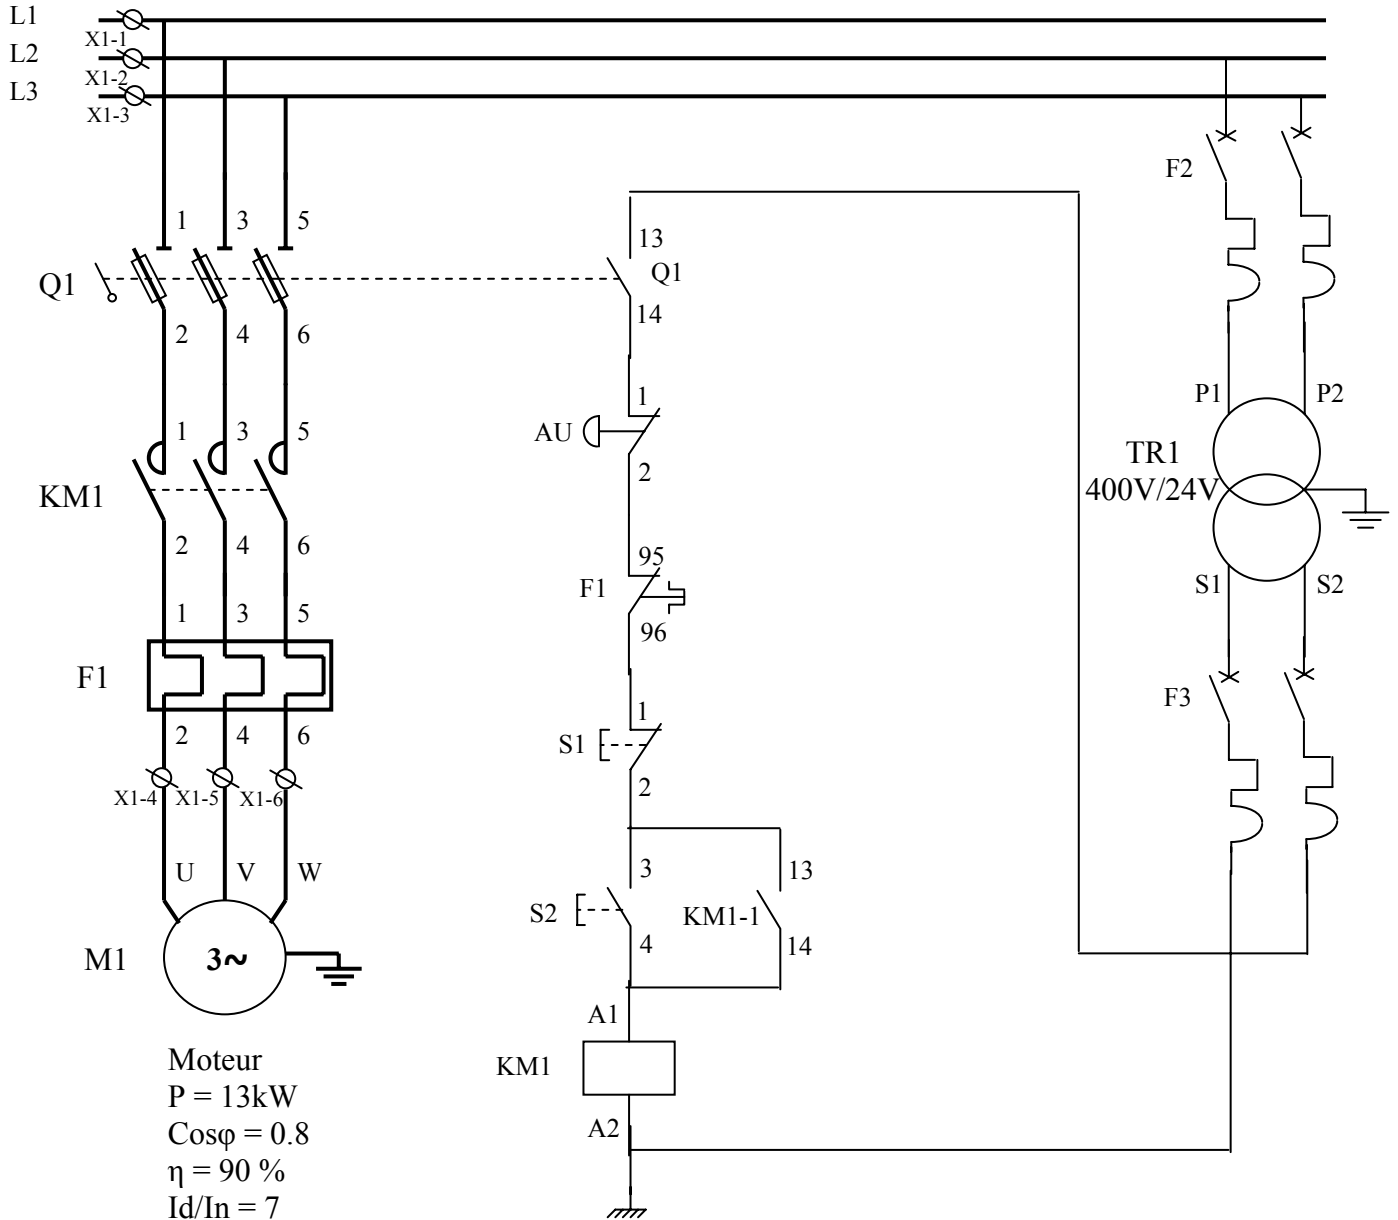 L1
X1-1
L2
X1-2
L3
X1-3
F2
1 3 5
13
Q1
Q1
14
2 4 6
P1 P2
1
AU
2
1 3 5
TR1
400V/24V
KM1
2 4 6
95
F1
96
S1 S2
1 3 5
F1
F3
2 4 6
1
S1
2
X1-4 X1-5 X1-6
U V W
3 13
S2 KM1-1
4 14
M1
3~
A1
KM1
A2
Moteur
P = 13kW
Cosφ = 0.8
η = 90 %
Id/In = 7